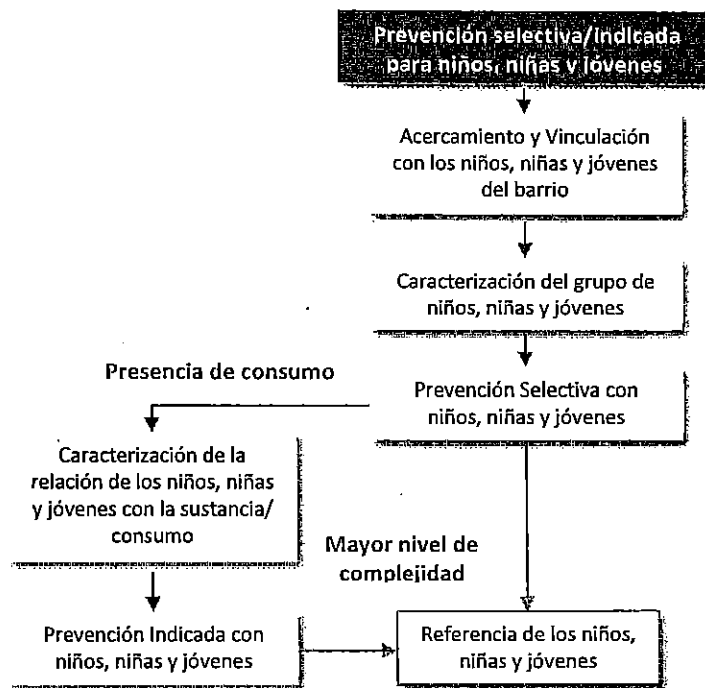 Prevención selectiva/Indicada
para niños, niñas y jóvenes
Acercamiento y Vinculación
con los niños, niñas y jóvenes
del barrio
Caracterización del grupo de
niños, niñas y jóvenes
Presencia de consumo
Prevención Selectiva con
niños, niñas y jóvenes
Caracterización de la
relación de los niños, niñas
y jóvenes con la sustancia/
consumo
Mayor nivel de
complejidad
Prevención Indicada con
niños, niñas y jóvenes
Referencia de los niños,
niñas y jóvenes